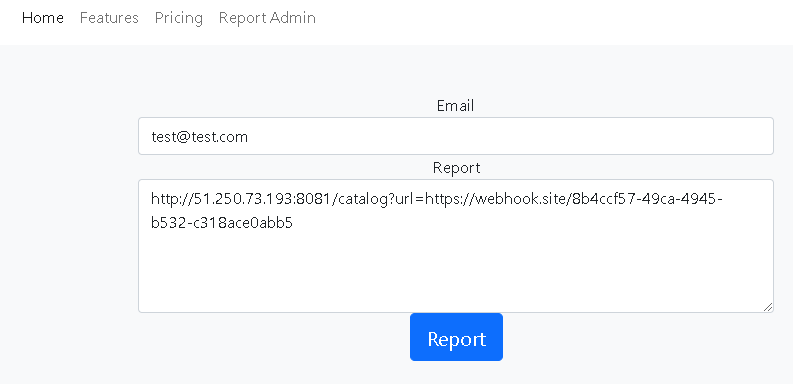 Home Features Pricing Report Admin
Email
test@test.com
Report
http://51.250.73.193:8081/catalog?url=https://webhook.site/8b4ccf57-49ca-4945-
b532-c318ace0abb5
Report